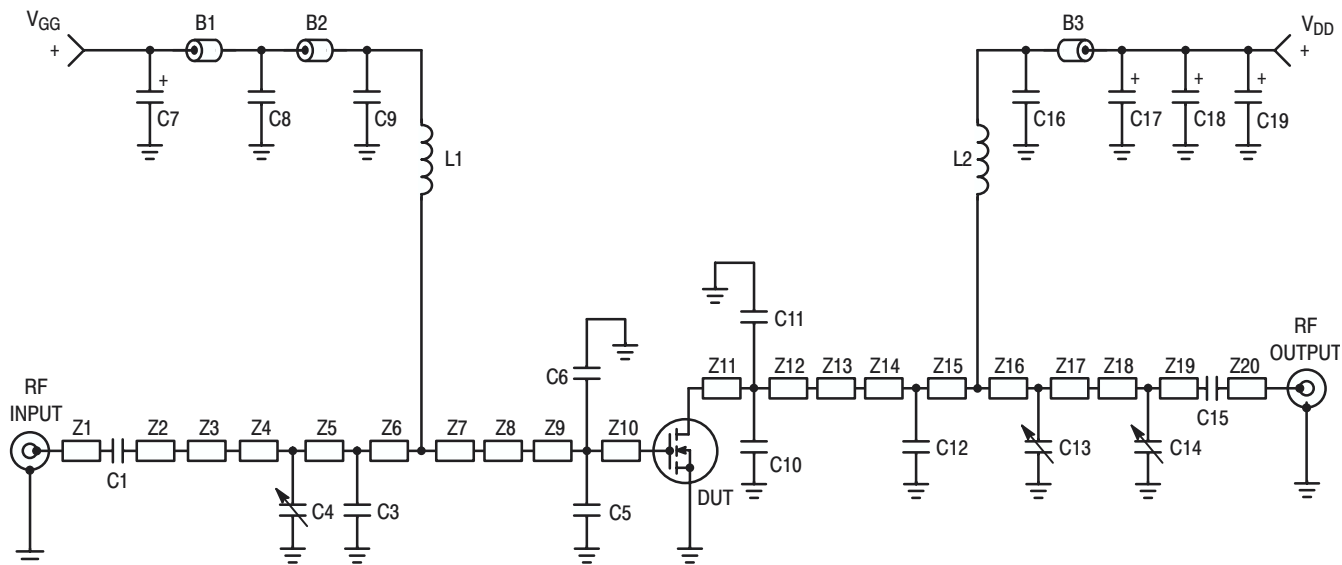 VGG
+
B1
B2
B3
VDD
+
+
C7
C8
C9
C16
+
C17
+
C18
+
C19
L1
L2
C11
RF
INPUT
C6
RF
OUTPUT
Z1
Z2
Z3
Z4
Z5
Z6
Z7
Z8
Z9
Z10
Z11
Z12
Z13
Z14
Z15
Z16
Z17
Z18
Z19
Z20
C1
C15
C4
C3
C5
DUT
C10
C12
C13
C14